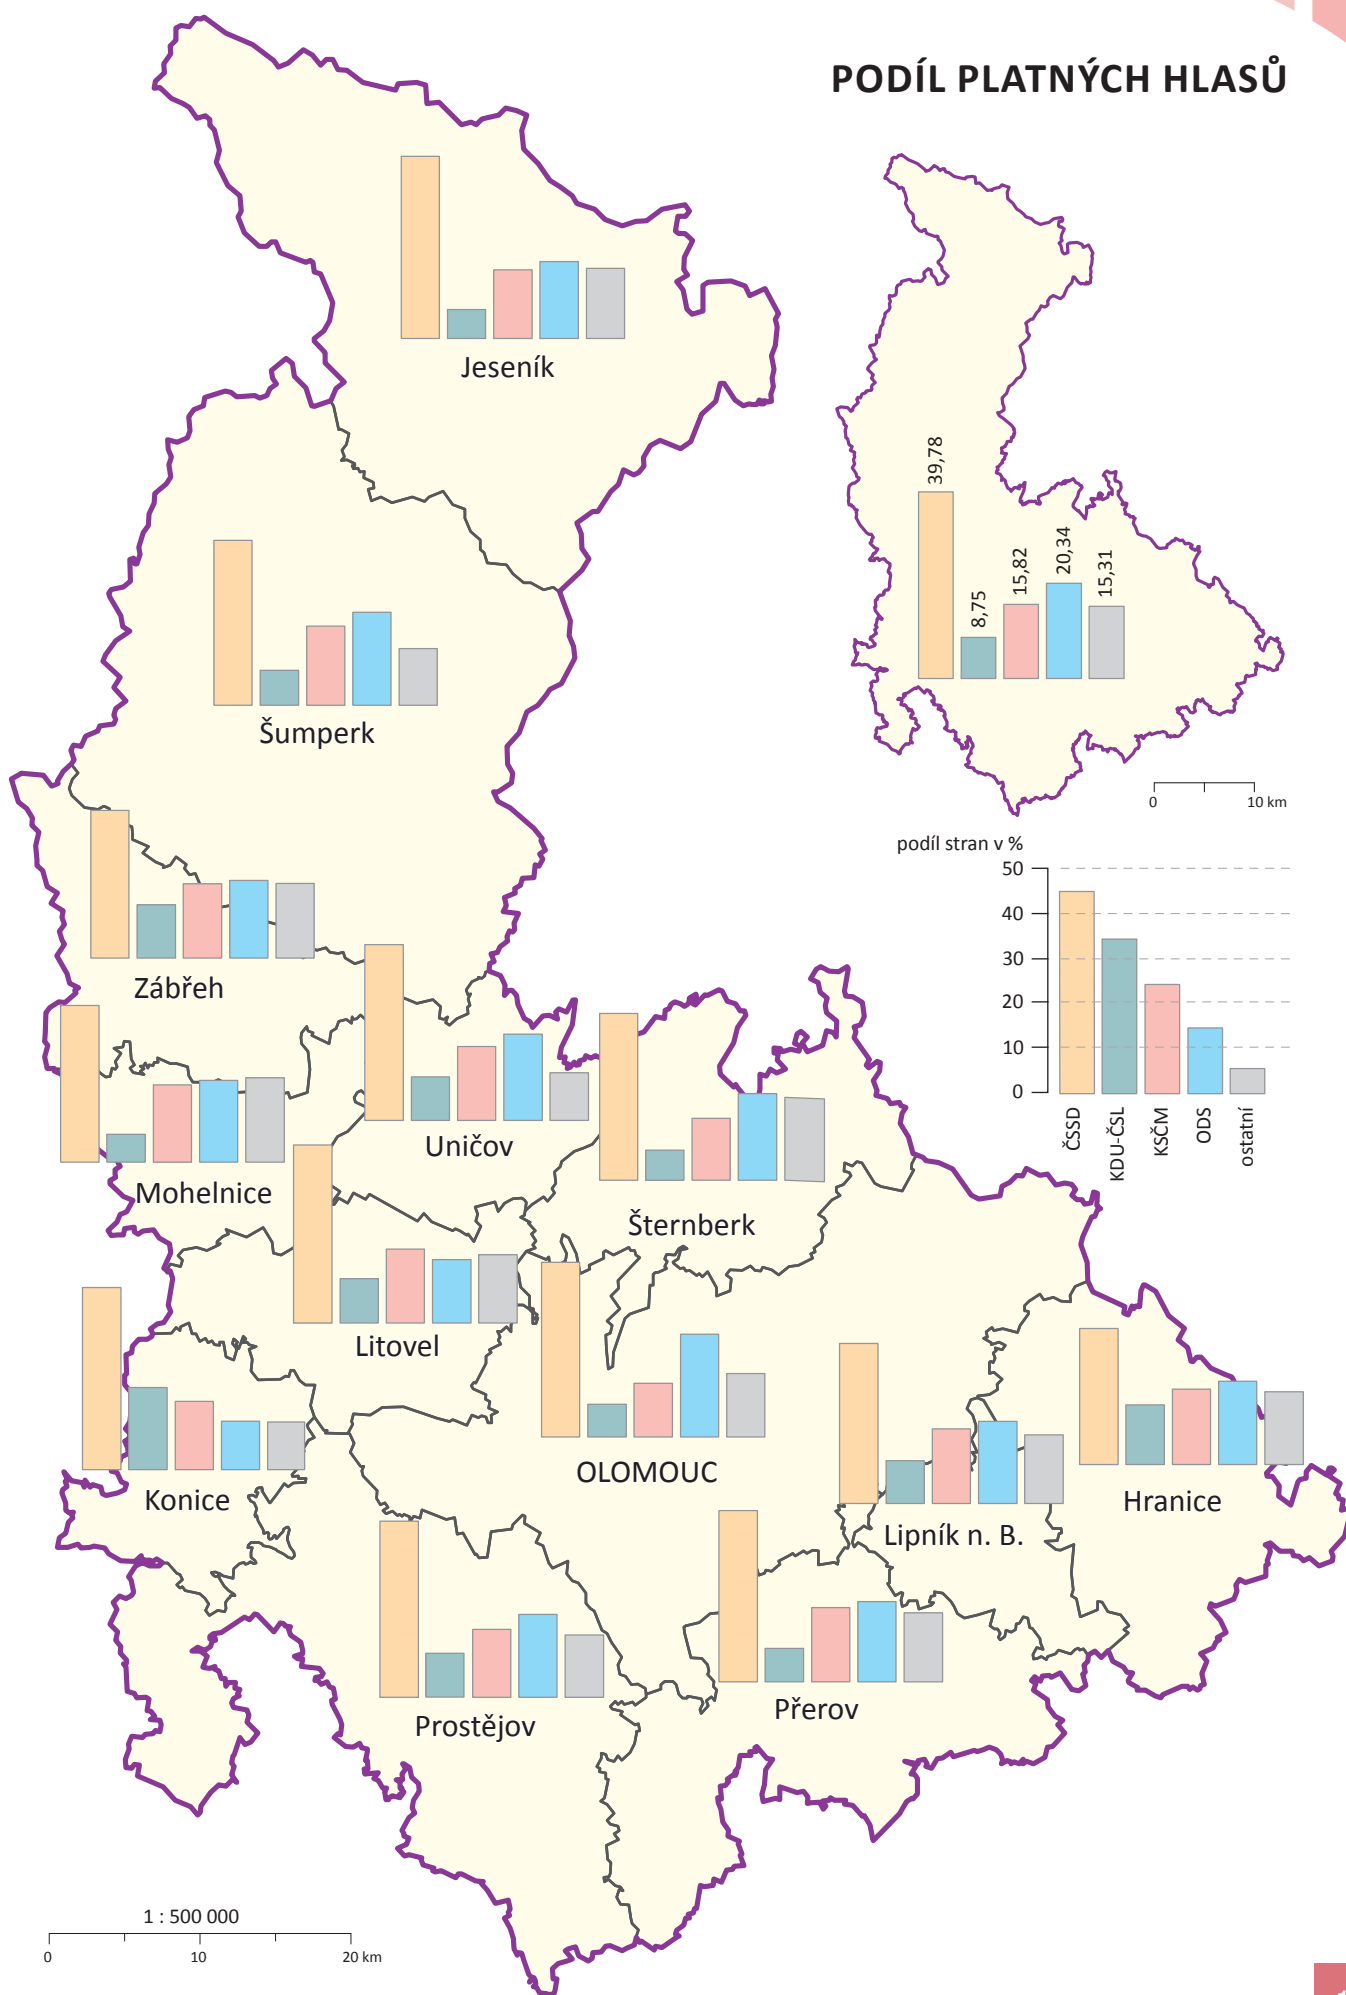 PODÍL PLATNÝCH HLASŮ
Jeseník
39,78
8,75
15,82
20,34
15,31
Šumperk
0
10 km
podíl stran v %
50
40
30
20
10
0
ČSSD
KDU-ČSL
KSČM
ODS
ostatní
Zábřeh
Uničov
Mohelnice
Šternberk
Litovel
OLOMOUC
Konice
Hranice
Lipník n. B.
Přerov
Prostějov
1 : 500 000
0
10
20 km